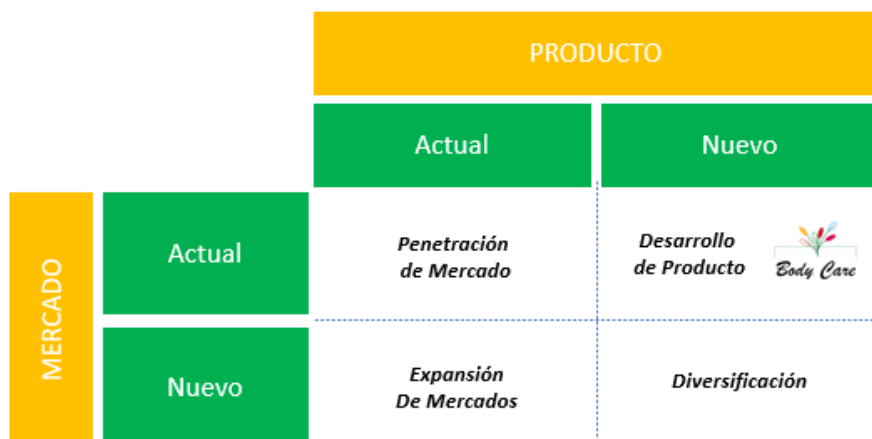 PRODUCTO
Actual
Nuevo
MERCADO
Actual
Penetración
de Mercado
Desarrollo
de Producto
Body Care
Nuevo
Expansión
De Mercados
Diversificación